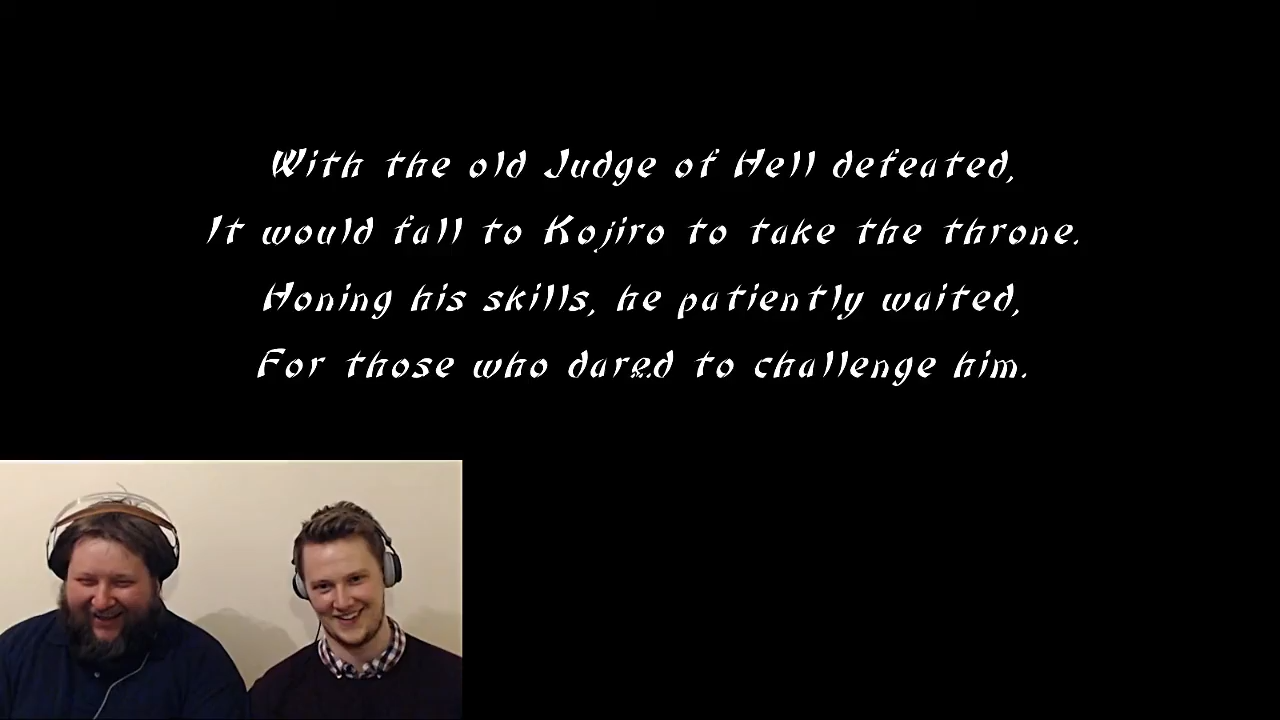 With the old Judge of Hell defeated,
It would fall to Kojiro to take the throne.
Honing his skills, he patiently waited,
For those who dared to challenge him.